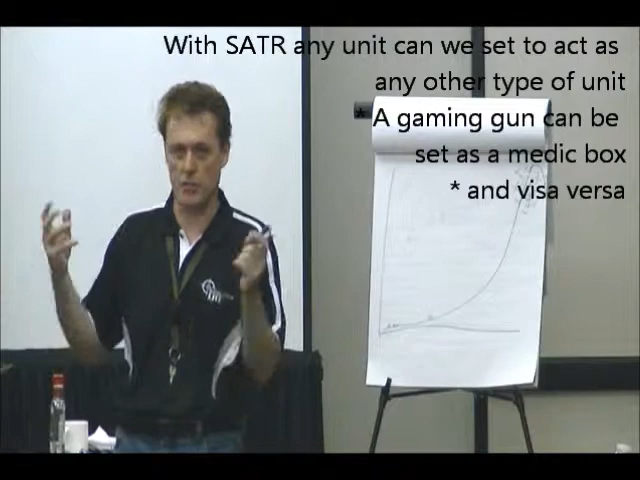 With SATR any unit can we set to act as
any other type of unit
* A gaming gun can be
set as a medic box
* and visa versa